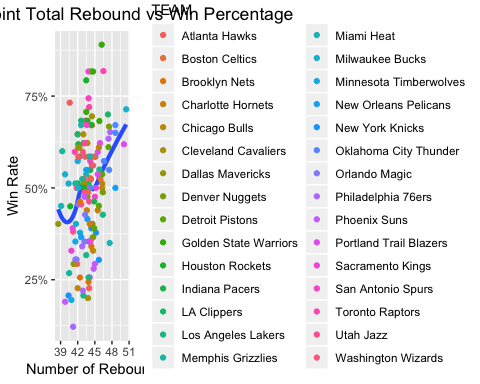 oint Total Rebound vs Win Percentage
TEAM
Atlanta Hawks
Boston Celtics
Brooklyn Nets
Charlotte Hornets
Chicago Bulls
Cleveland Cavaliers
Dallas Mavericks
Denver Nuggets
Detroit Pistons
Golden State Warriors
Houston Rockets
Indiana Pacers
LA Clippers
Los Angeles Lakers
Memphis Grizzlies
Miami Heat
Milwaukee Bucks
Minnesota Timberwolves
New Orleans Pelicans
New York Knicks
Oklahoma City Thunder
Orlando Magic
Philadelphia 76ers
Phoenix Suns
Portland Trail Blazers
Sacramento Kings
San Antonio Spurs
Toronto Raptors
Utah Jazz
Washington Wizards
Win Rate
75%
50%
25%
39 42 45 48 51
Number of Rebou